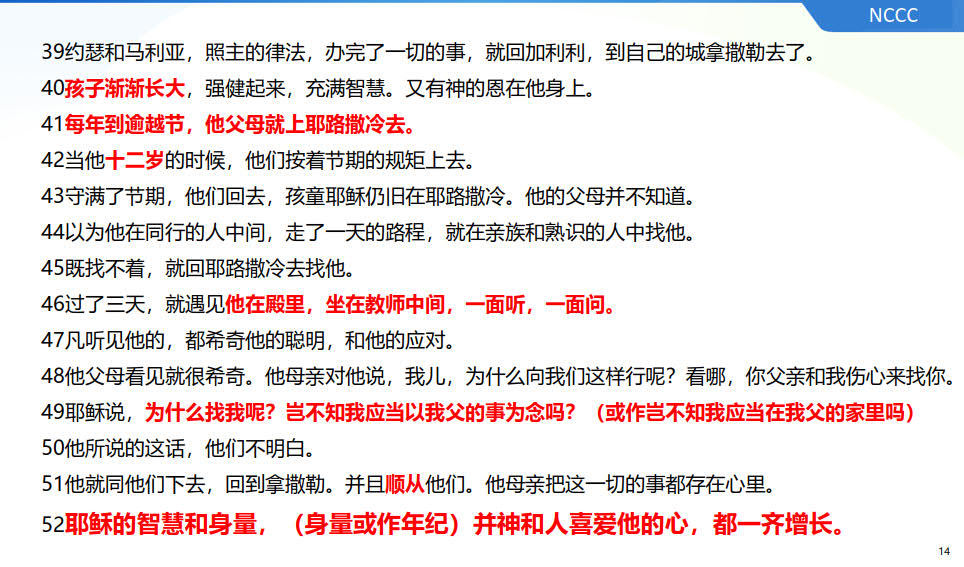 NCCC
39约瑟和马利亚，照主的律法，办完了一切的事，就回加利利，到自己的城拿撒勒去了。
40孩子渐渐长大，强健起来，充满智慧。又有神的恩在他身上。
41每年到逾越节，他父母就上耶路撒冷去。
42当他十二岁的时候，他们按着节期的规矩上去。
43守满了节期，他们回去，孩童耶稣仍旧在耶路撒冷。他的父母并不知道。
44以为他在同行的人中间，走了一天的路程，就在亲族和熟识的人中找他。
45既找不着，就回耶路撒冷去找他。
46过了三天，就遇见他在殿里，坐在教师中间，一面听，一面问。
47凡听见他的，都希奇他的聪明，和他的应对。
48他父母看见就很希奇。他母亲对他说，我儿，为什么向我们这样行呢？看哪，你父亲和我伤心来找你。
49耶稣说，为什么找我呢？岂不知我应当以我父的事为念吗？（或作岂不知我应当在我父的家里吗）
50他所说的这话，他们不明白。
51他就同他们下去，回到拿撒勒。并且顺从他们。他母亲把这一切的事都存在心里。
52耶稣的智慧和身量，（身量或作年纪）并神和人喜爱他的心，都一齐增长。
14